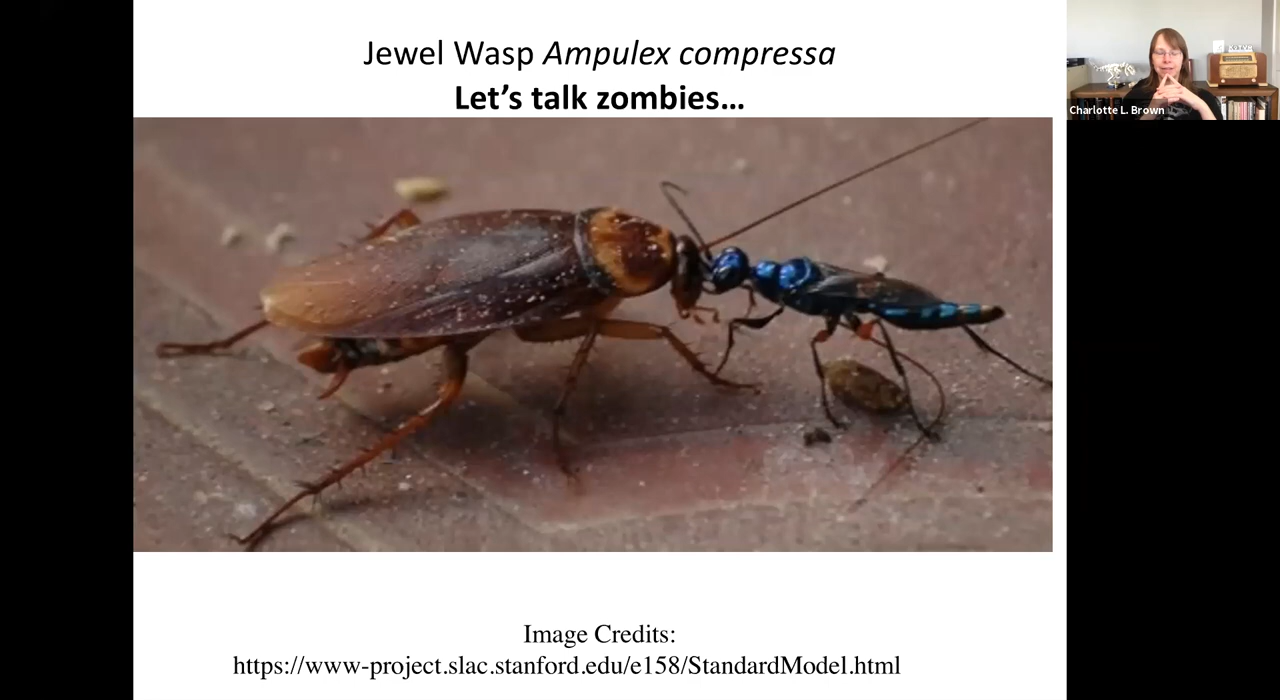 Jewel Wasp Ampulex compressa
Let’s talk zombies…
Charlotte L. Brown
Image Credits:
https://www-project.slac.stanford.edu/e158/StandardModel.html